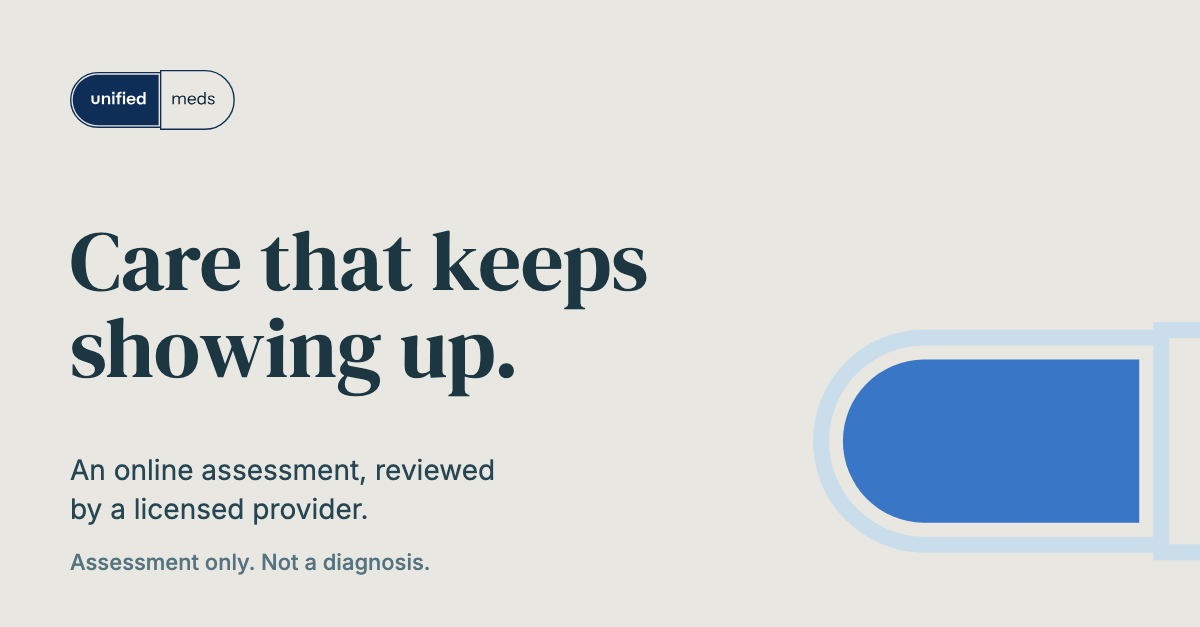 unified meds
Care that keeps
showing up.
An online assessment, reviewed
by a licensed provider.
Assessment only. Not a diagnosis.